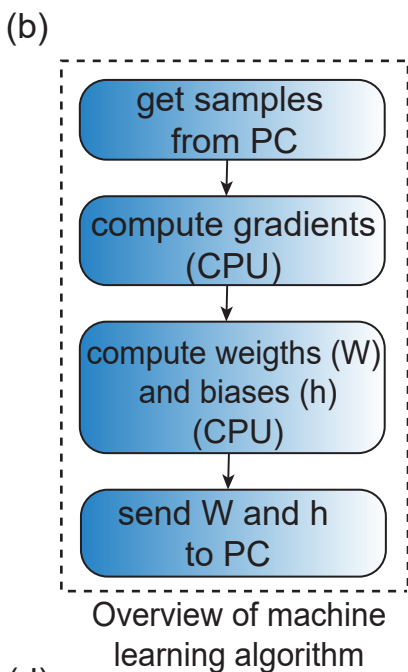 (b)
get samples
from PC
compute gradients
(CPU)
compute weigths (W)
and biases (h)
(CPU)
send W and h
to PC
Overview of machine
learning algorithm